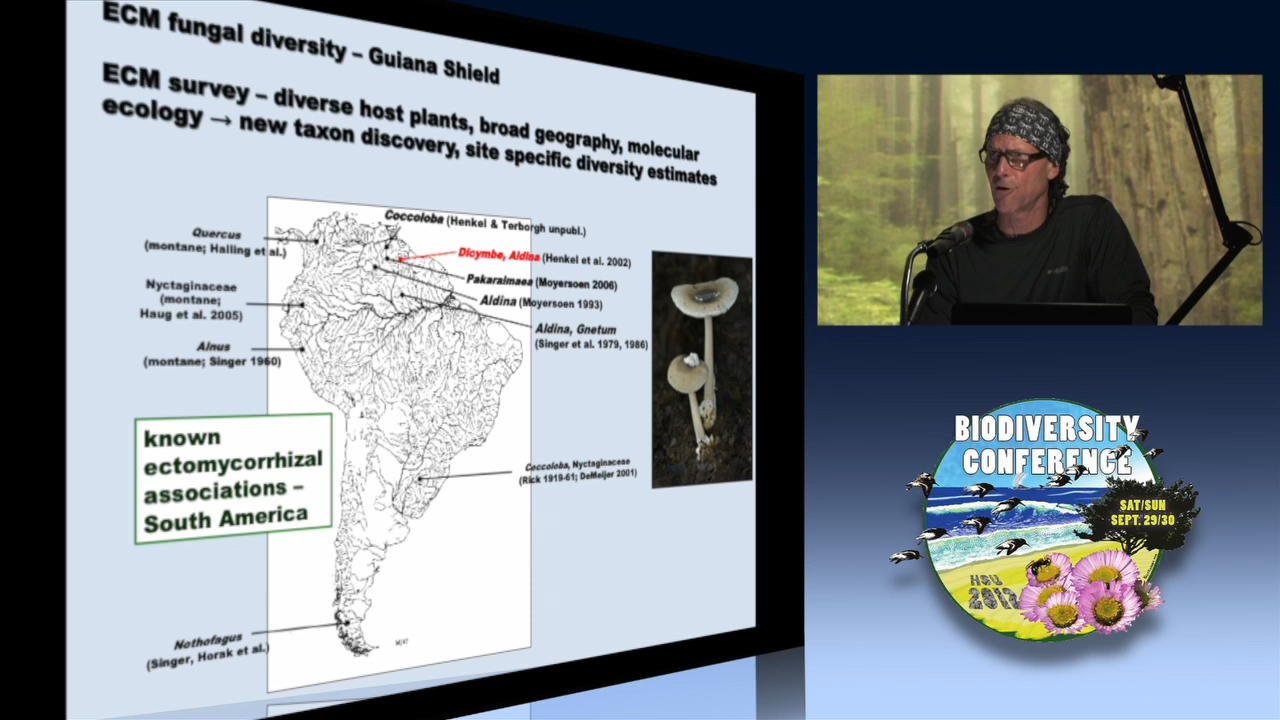 ECM fungal diversity – Guiana Shield
ECM survey – diverse host plants, broad geography, molecular
ecology → new taxon discovery, site specific diversity estimates
Coccoloba (Henkel & Terborgh unpubl.)
Quercus
(montane; Halling et al.)
Dicymbe, Aldina (Henkel et al. 2002)
Pakaraimaea (Moyersoen 2006)
Nyctaginaceae
(montane;
Haug et al. 2005)
Aldina (Moyersoen 1993)
Aldina, Gnetum
(Singer et al. 1979, 1986)
Alnus
(montane; Singer 1960)
known
ectomycorrhizal
associations –
South America
Coccoloba, Nyctaginaceae
(Rick 1919-61; DeMeijer 2001)
Nothofagus
(Singer, Horak et al.)
BIODIVERSITY
CONFERENCE
SAT/SUN
SEPT. 29/30
HSU
2012